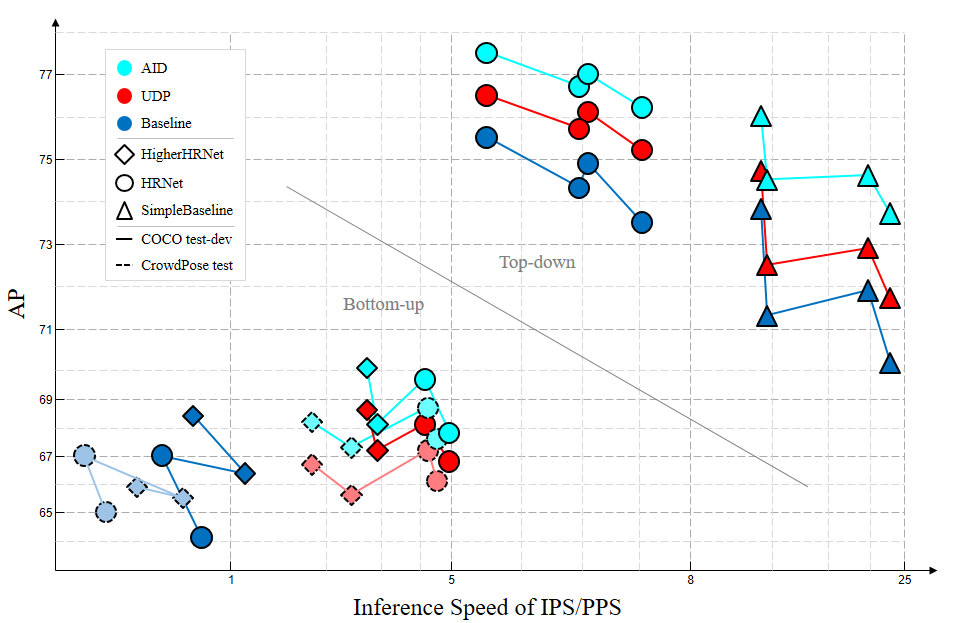 AID
UDP
Baseline
HigherHRNet
HRNet
SimpleBaseline
COCO test-dev
CrowdPose test
77
75
73
71
69
67
65
AP
Top-down
Bottom-up
1
5
8
25
Inference Speed of IPS/PPS